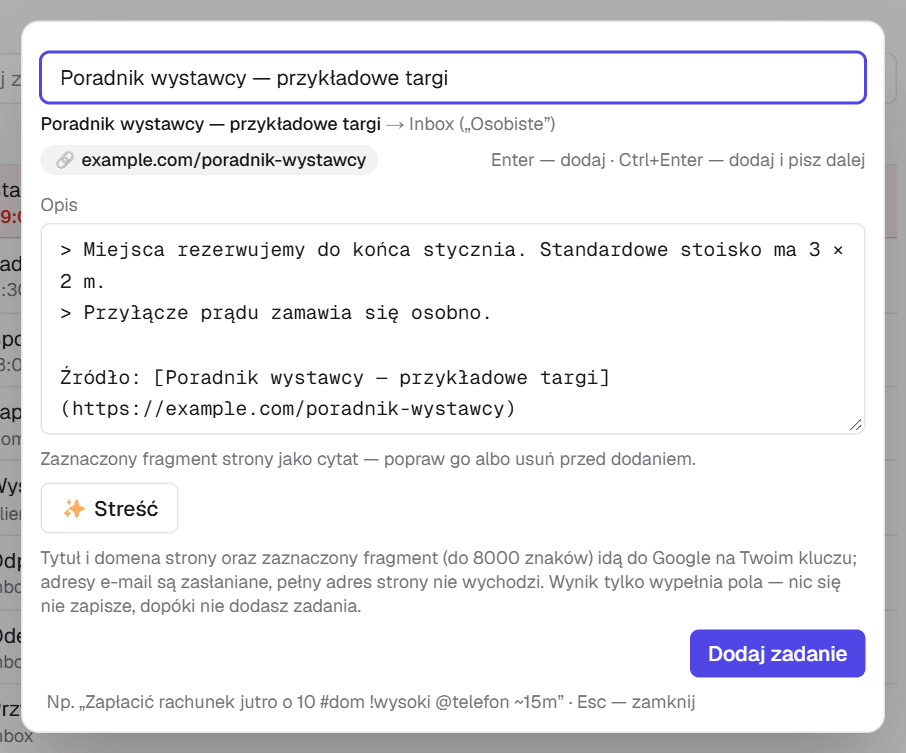 Poradnik wystawcy — przykładowe targi
Poradnik wystawcy — przykładowe targi → Inbox („Osobiste”)
example.com/poradnik-wystawcy
Enter — dodaj · Ctrl+Enter — dodaj i pisz dalej
Opis
> Miejsca rezerwujemy do końca stycznia. Standardowe stoisko ma 3 ×
2 m.
> Przyłącze prądu zamawia się osobno.
Źródło: [Poradnik wystawcy — przykładowe targi]
(https://example.com/poradnik-wystawcy)
Zaznaczony fragment strony jako cytat — popraw go albo usuń przed dodaniem.
✨ Streść
Tytuł i domena strony oraz zaznaczony fragment (do 8000 znaków) idą do Google na Twoim kluczu;
adresy e-mail są zasłaniane, pełny adres strony nie wychodzi. Wynik tylko wypełnia pola — nic się
nie zapisze, dopóki nie dodasz zadania.
Dodaj zadanie
Np. „Zapłacić rachunek jutro o 10 #dom !wysoki @telefon ~15m” · Esc — zamknij